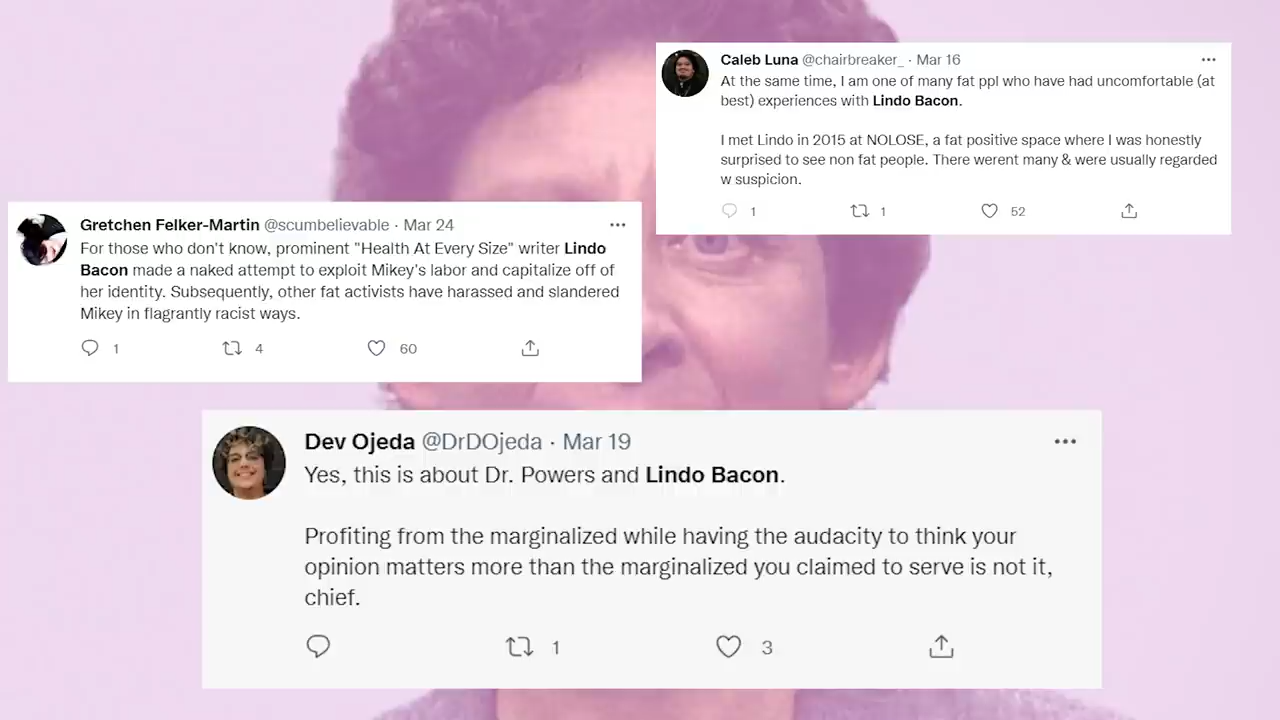 Caleb Luna @chairbreaker_ · Mar 16
At the same time, I am one of many fat ppl who have had uncomfortable (at
best) experiences with Lindo Bacon.
I met Lindo in 2015 at NOLOSE, a fat positive space where I was honestly
surprised to see non fat people. There werent many & were usually regarded
w suspicion.
1 1 52
Gretchen Felker-Martin @scumbelievable · Mar 24
For those who don't know, prominent "Health At Every Size" writer Lindo
Bacon made a naked attempt to exploit Mikey's labor and capitalize off of
her identity. Subsequently, other fat activists have harassed and slandered
Mikey in flagrantly racist ways.
1 4 60
Dev Ojeda @DrDOjeda · Mar 19
Yes, this is about Dr. Powers and Lindo Bacon.
Profiting from the marginalized while having the audacity to think your
opinion matters more than the marginalized you claimed to serve is not it,
chief.
1 3